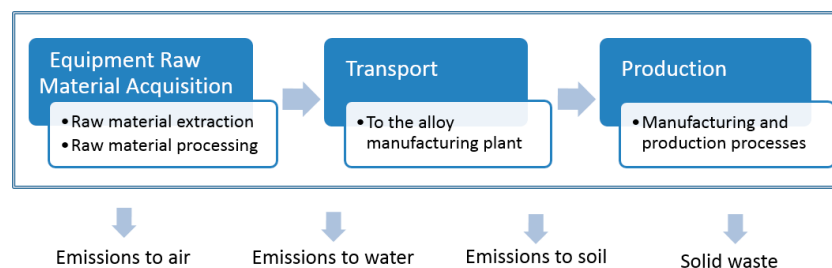 Equipment Raw
Material Acquisition
•Raw material extraction
•Raw material processing
Transport
•To the alloy
manufacturing plant
Production
•Manufacturing and
production processes
Emissions to air
Emissions to water
Emissions to soil
Solid waste